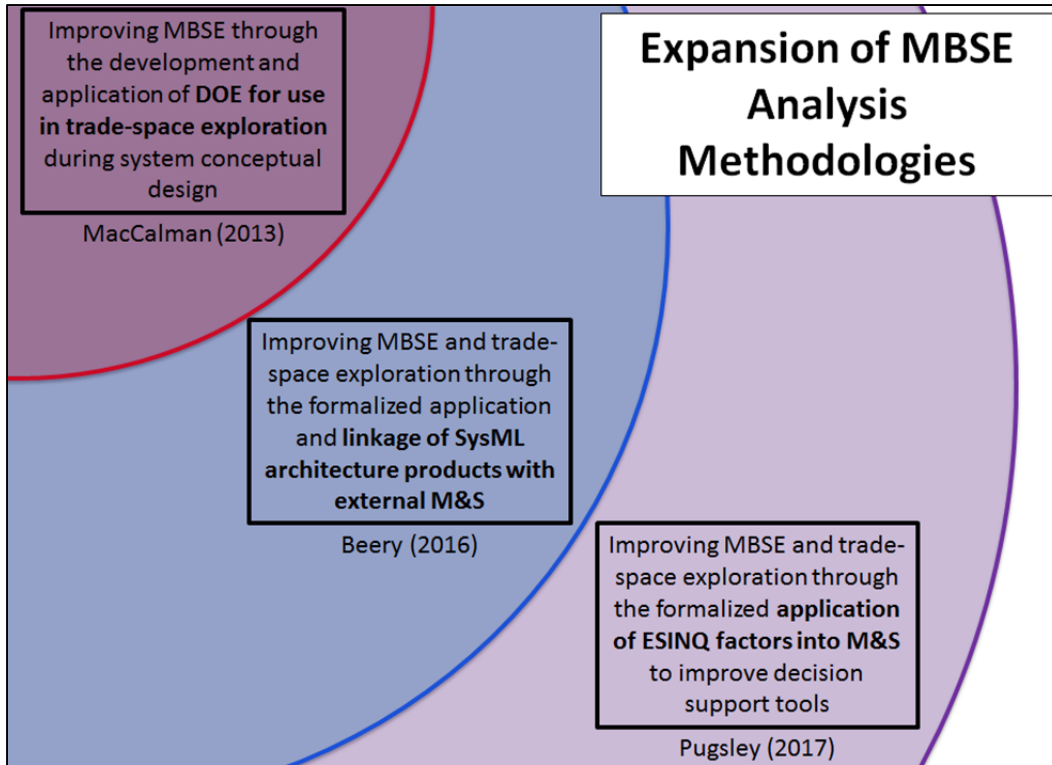 Improving MBSE through
the development and
application of DOE for use
in trade-space exploration
during system conceptual
design
MacCalman (2013)
Expansion of MBSE
Analysis
Methodologies
Improving MBSE and trade-
space exploration through
the formalized application
and linkage of SysML
architecture products with
external M&S
Beery (2016)
Improving MBSE and trade-
space exploration through
the formalized application
of ESINQ factors into M&S
to improve decision
support tools
Pugsley (2017)